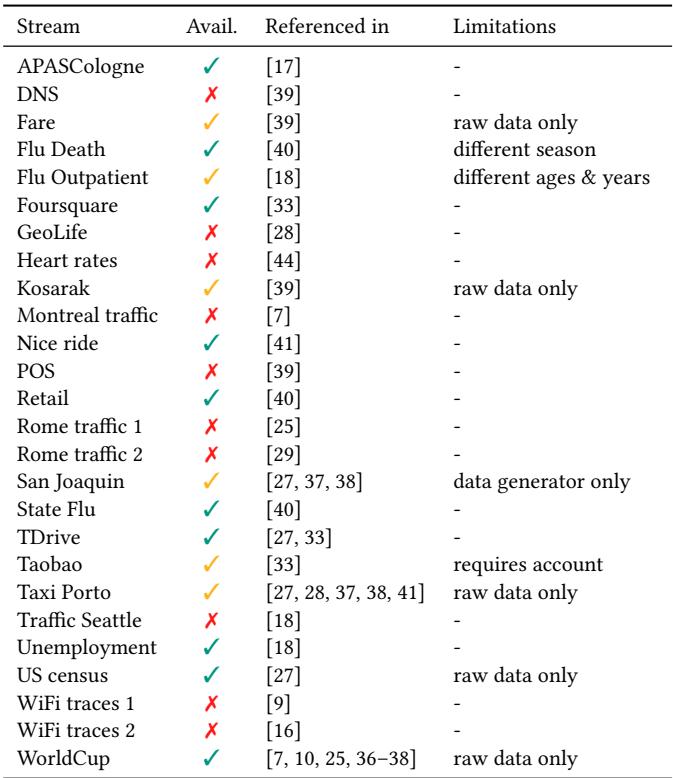 Stream Avail. Referenced in Limitations
APASCologne ✓ [17] -
DNS ✗ [39] -
Fare ✓ [39] raw data only
Flu Death ✓ [40] different season
Flu Outpatient ✓ [18] different ages & years
Foursquare ✓ [33] -
GeoLife ✗ [28] -
Heart rates ✗ [44] -
Kosarak ✓ [39] raw data only
Montreal traffic ✗ [7] -
Nice ride ✓ [41] -
POS ✗ [39] -
Retail ✓ [40] -
Rome traffic 1 ✗ [25] -
Rome traffic 2 ✗ [29] -
San Joaquin ✓ [27, 37, 38] data generator only
State Flu ✓ [40] -
TDrive ✓ [27, 33] -
Taobao ✓ [33] requires account
Taxi Porto ✓ [27, 28, 37, 38, 41] raw data only
Traffic Seattle ✗ [18] -
Unemployment ✓ [18] -
US census ✓ [27] raw data only
WiFi traces 1 ✗ [9] -
WiFi traces 2 ✗ [16] -
WorldCup ✓ [7, 10, 25, 36–38] raw data only